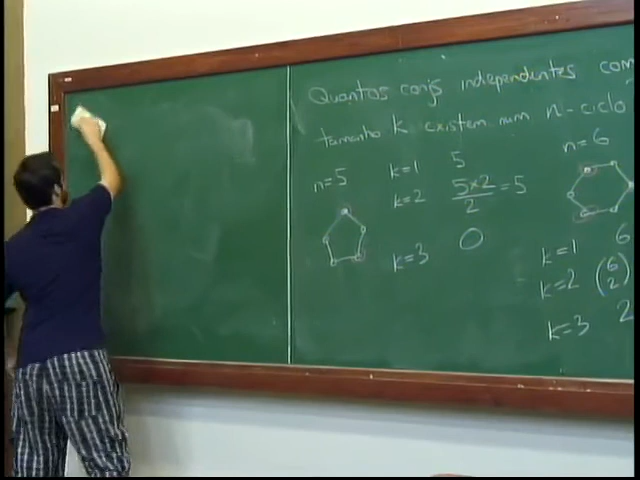 Quantos conjs independentes com
tamanho k existem num n-ciclo
n=5
k=1 5
k=2 5×2/2 = 5
k=3 0
n=6
k=1 6
k=2 (6 2)
k=3 2